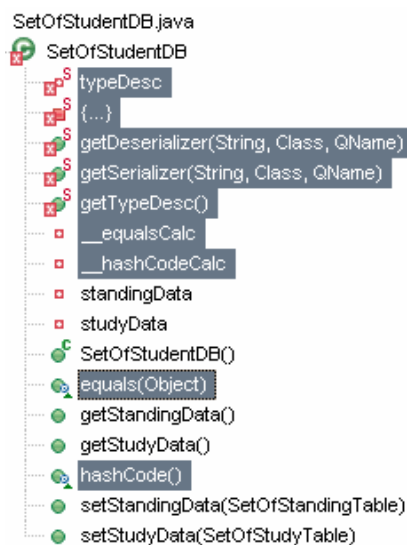 SetOfStudentDB.java
SetOfStudentDB
typeDesc
{...}
getDeserializer(String, Class, QName)
getSerializer(String, Class, QName)
getTypeDesc()
__equalsCalc
__hashCodeCalc
standingData
studyData
SetOfStudentDB()
equals(Object)
getStandingData()
getStudyData()
hashCode()
setStandingData(SetOfStandingTable)
setStudyData(SetOfStudyTable)